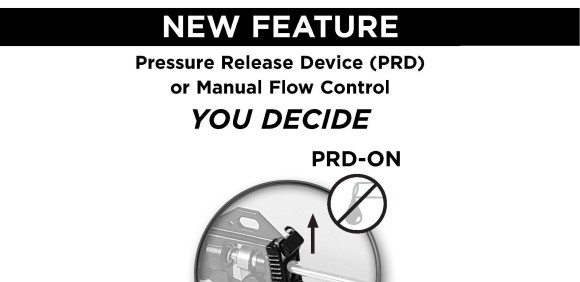 NEW FEATURE
Pressure Release Device (PRD)
or Manual Flow Control
YOU DECIDE
PRD-ON